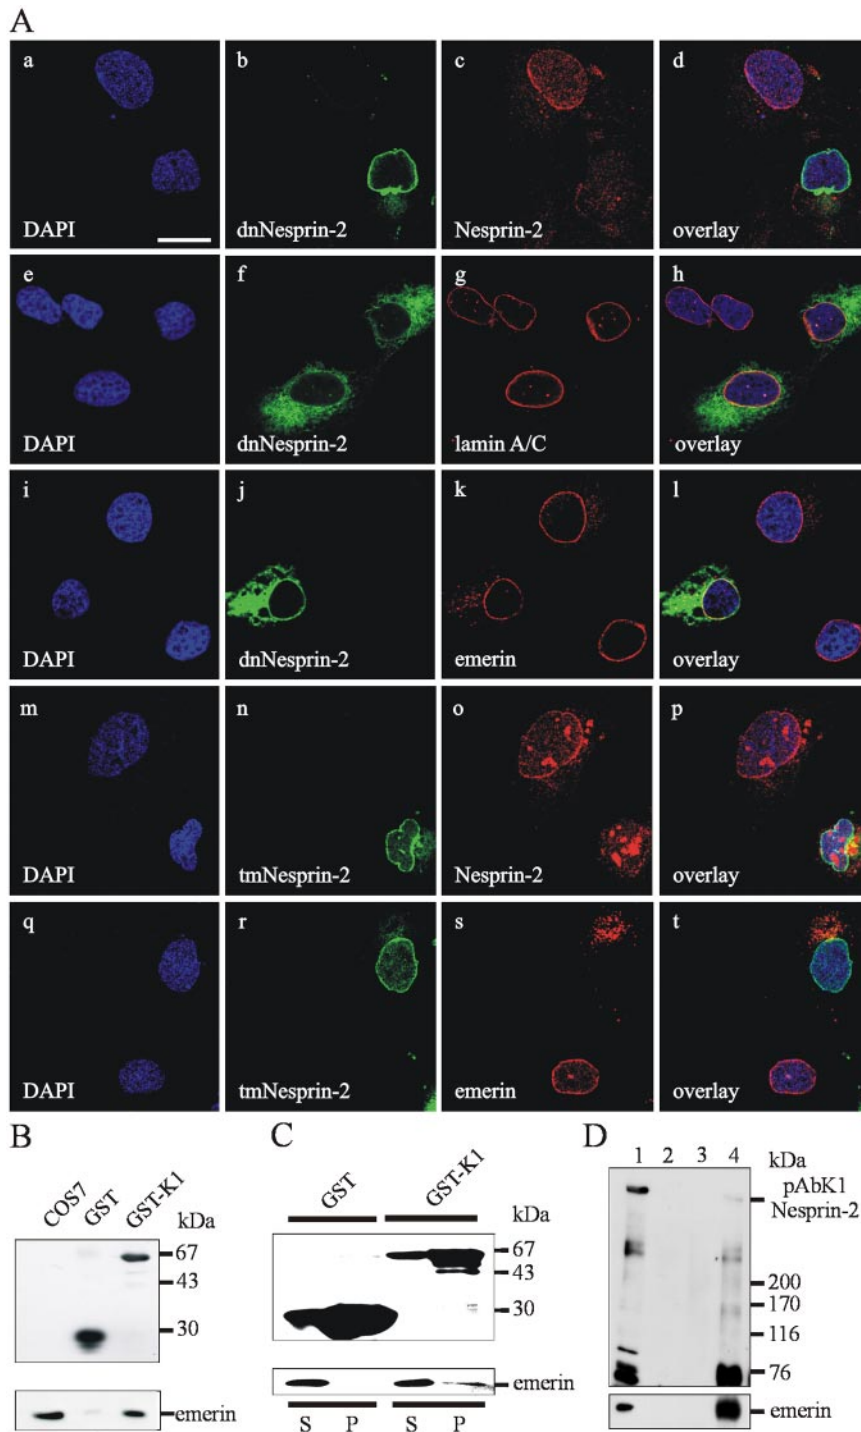 A
a b c d
DAPI dnNesprin-2 Nesprin-2 overlay
e f g h
DAPI dnNesprin-2 lamin A/C overlay
i j k l
DAPI dnNesprin-2 emerin overlay
m n o p
DAPI tmNesprin-2 Nesprin-2 overlay
q r s t
DAPI tmNesprin-2 emerin overlay
B
COS7 GST GST-K1 kDa
67
43
30
emerin
C
GST GST-K1
kDa
67
43
30
emerin
S P S P
D
1 2 3 4 kDa
pAbK1
Nesprin-2
200
170
116
76
emerin